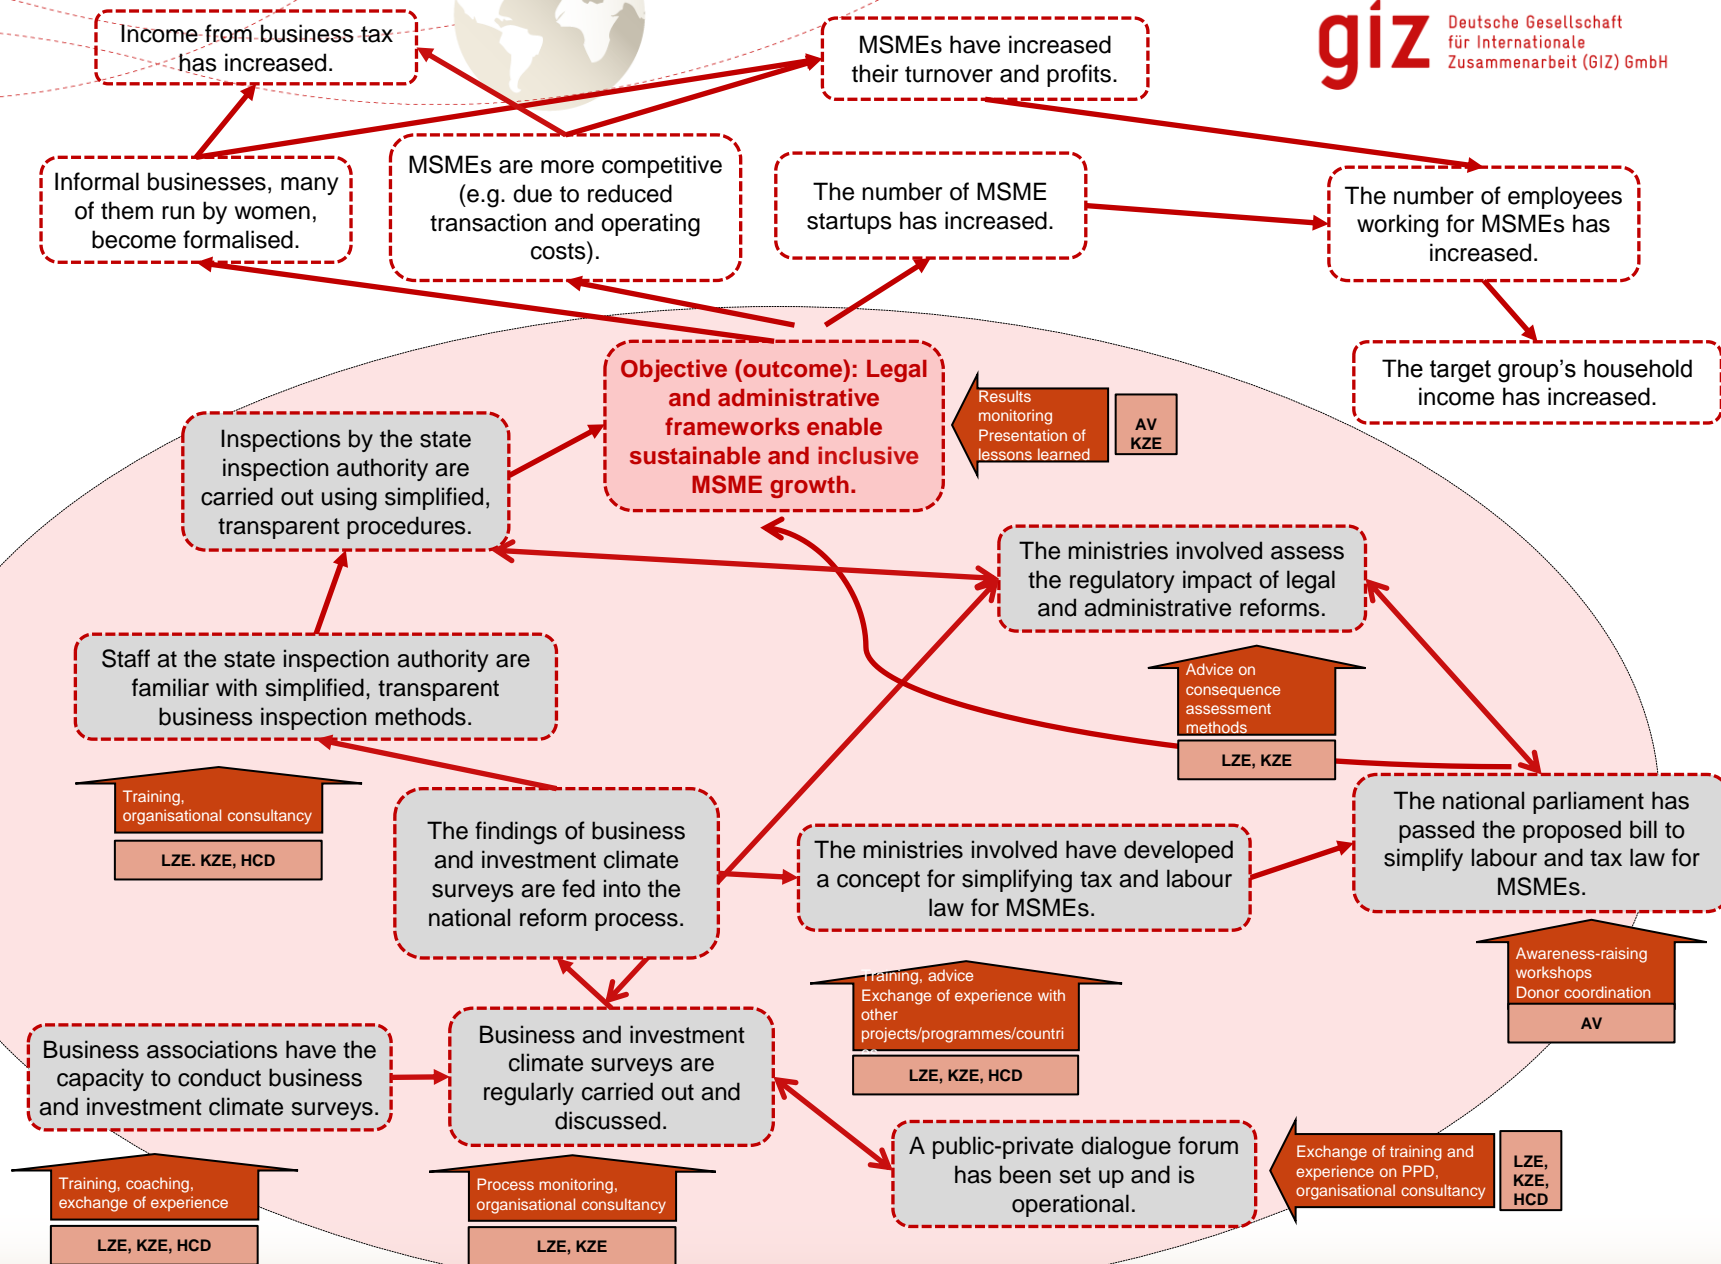 Income from business tax
has increased.
MSMEs have increased
their turnover and profits.
giz
Deutsche Gesellschaft
für Internationale
Zusammenarbeit (GIZ) GmbH
Informal businesses, many
of them run by women,
become formalised.
MSMEs are more competitive
(e.g. due to reduced
transaction and operating
costs).
The number of MSME
startups has increased.
The number of employees
working for MSMEs has
increased.
The target group's household
income has increased.
Objective (outcome): Legal
and administrative
frameworks enable
sustainable and inclusive
MSME growth.
Results
monitoring
Presentation of
lessons learned
AV
KZE
Inspections by the state
inspection authority are
carried out using simplified,
transparent procedures.
The ministries involved assess
the regulatory impact of legal
and administrative reforms.
Staff at the state inspection authority are
familiar with simplified, transparent
business inspection methods.
Advice on
consequence
assessment
methods
LZE, KZE
Training,
organisational consultancy
LZE. KZE, HCD
The findings of business
and investment climate
surveys are fed into the
national reform process.
The ministries involved have developed
a concept for simplifying tax and labour
law for MSMEs.
The national parliament has
passed the proposed bill to
simplify labour and tax law for
MSMEs.
Training, advice
Exchange of experience with
other
projects/programmes/countri
es
LZE, KZE, HCD
Awareness-raising
workshops
Donor coordination
AV
Business associations have the
capacity to conduct business
and investment climate surveys.
Business and investment
climate surveys are
regularly carried out and
discussed.
A public-private dialogue forum
has been set up and is
operational.
Exchange of training and
experience on PPD,
organisational consultancy
LZE,
KZE,
HCD
Training, coaching,
exchange of experience
LZE, KZE, HCD
Process monitoring,
organisational consultancy
LZE, KZE